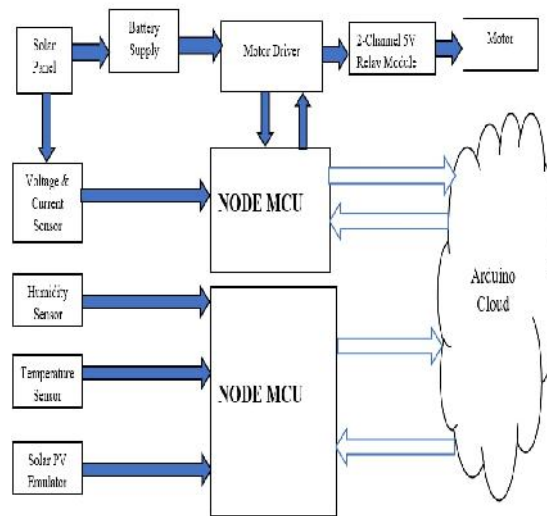 Solar
Panel
Battery
Supply
Motor Driver
2-Channel 5V
Relay Module
Motor
Voltage &
Current
Sensor
NODE MCU
Humidity
Sensor
Temperature
Sensor
NODE MCU
Solar PV
Emulator
Arduino
Cloud